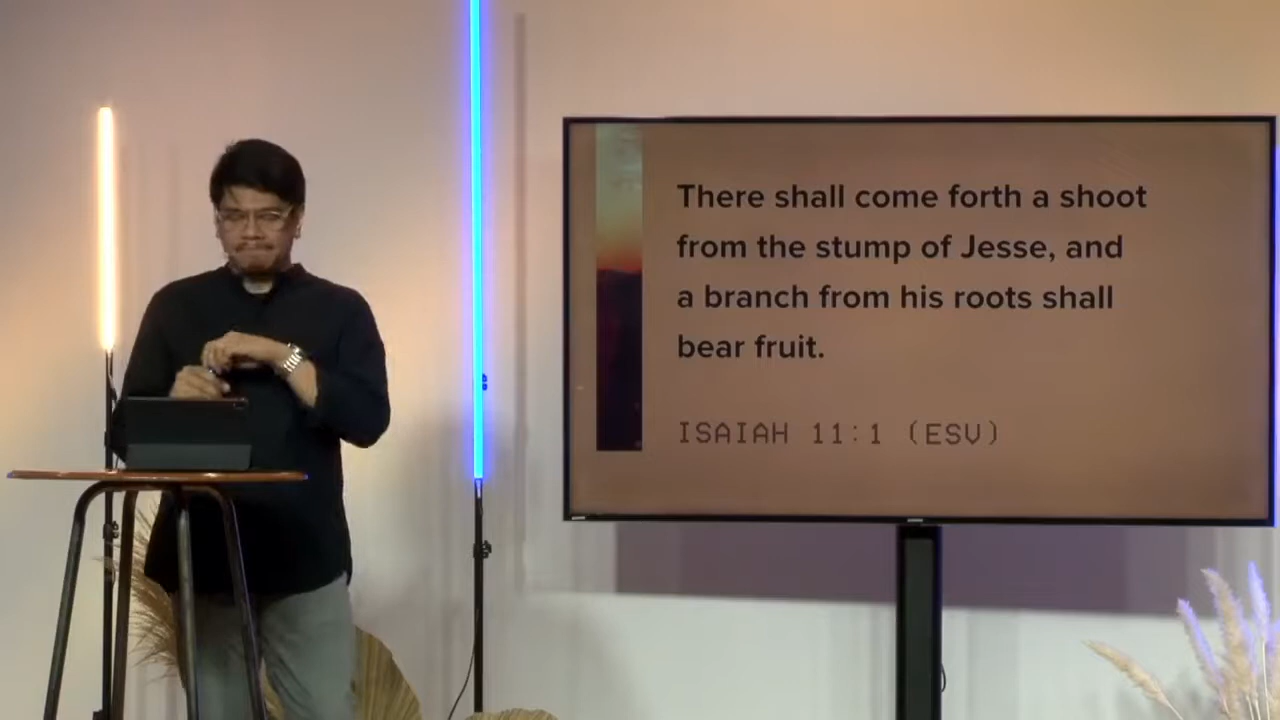 There shall come forth a shoot
from the stump of Jesse, and
a branch from his roots shall
bear fruit.
ISAIAH 11:1 (ESV)